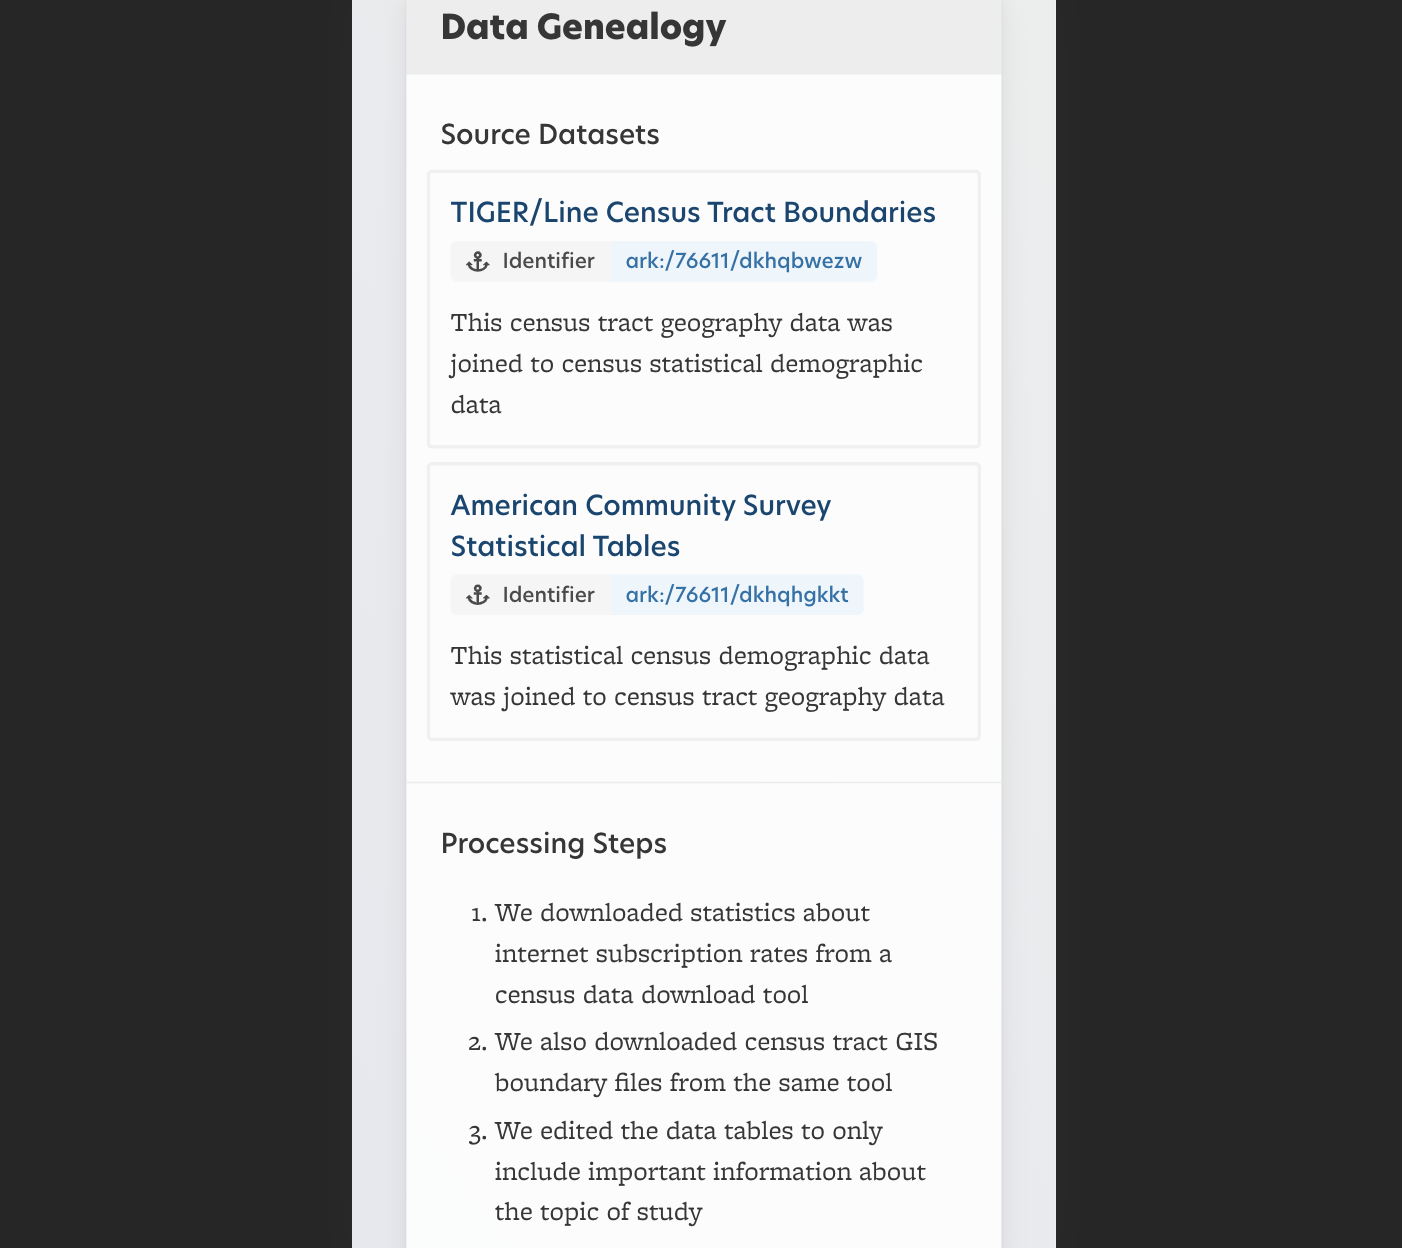 Data Genealogy
Source Datasets
TIGER/Line Census Tract Boundaries
Identifier ark:/76611/dkhqbwezw
This census tract geography data was
joined to census statistical demographic
data
American Community Survey
Statistical Tables
Identifier ark:/76611/dkhqhgkkt
This statistical census demographic data
was joined to census tract geography data
Processing Steps
1. We downloaded statistics about
internet subscription rates from a
census data download tool
2. We also downloaded census tract GIS
boundary files from the same tool
3. We edited the data tables to only
include important information about
the topic of study